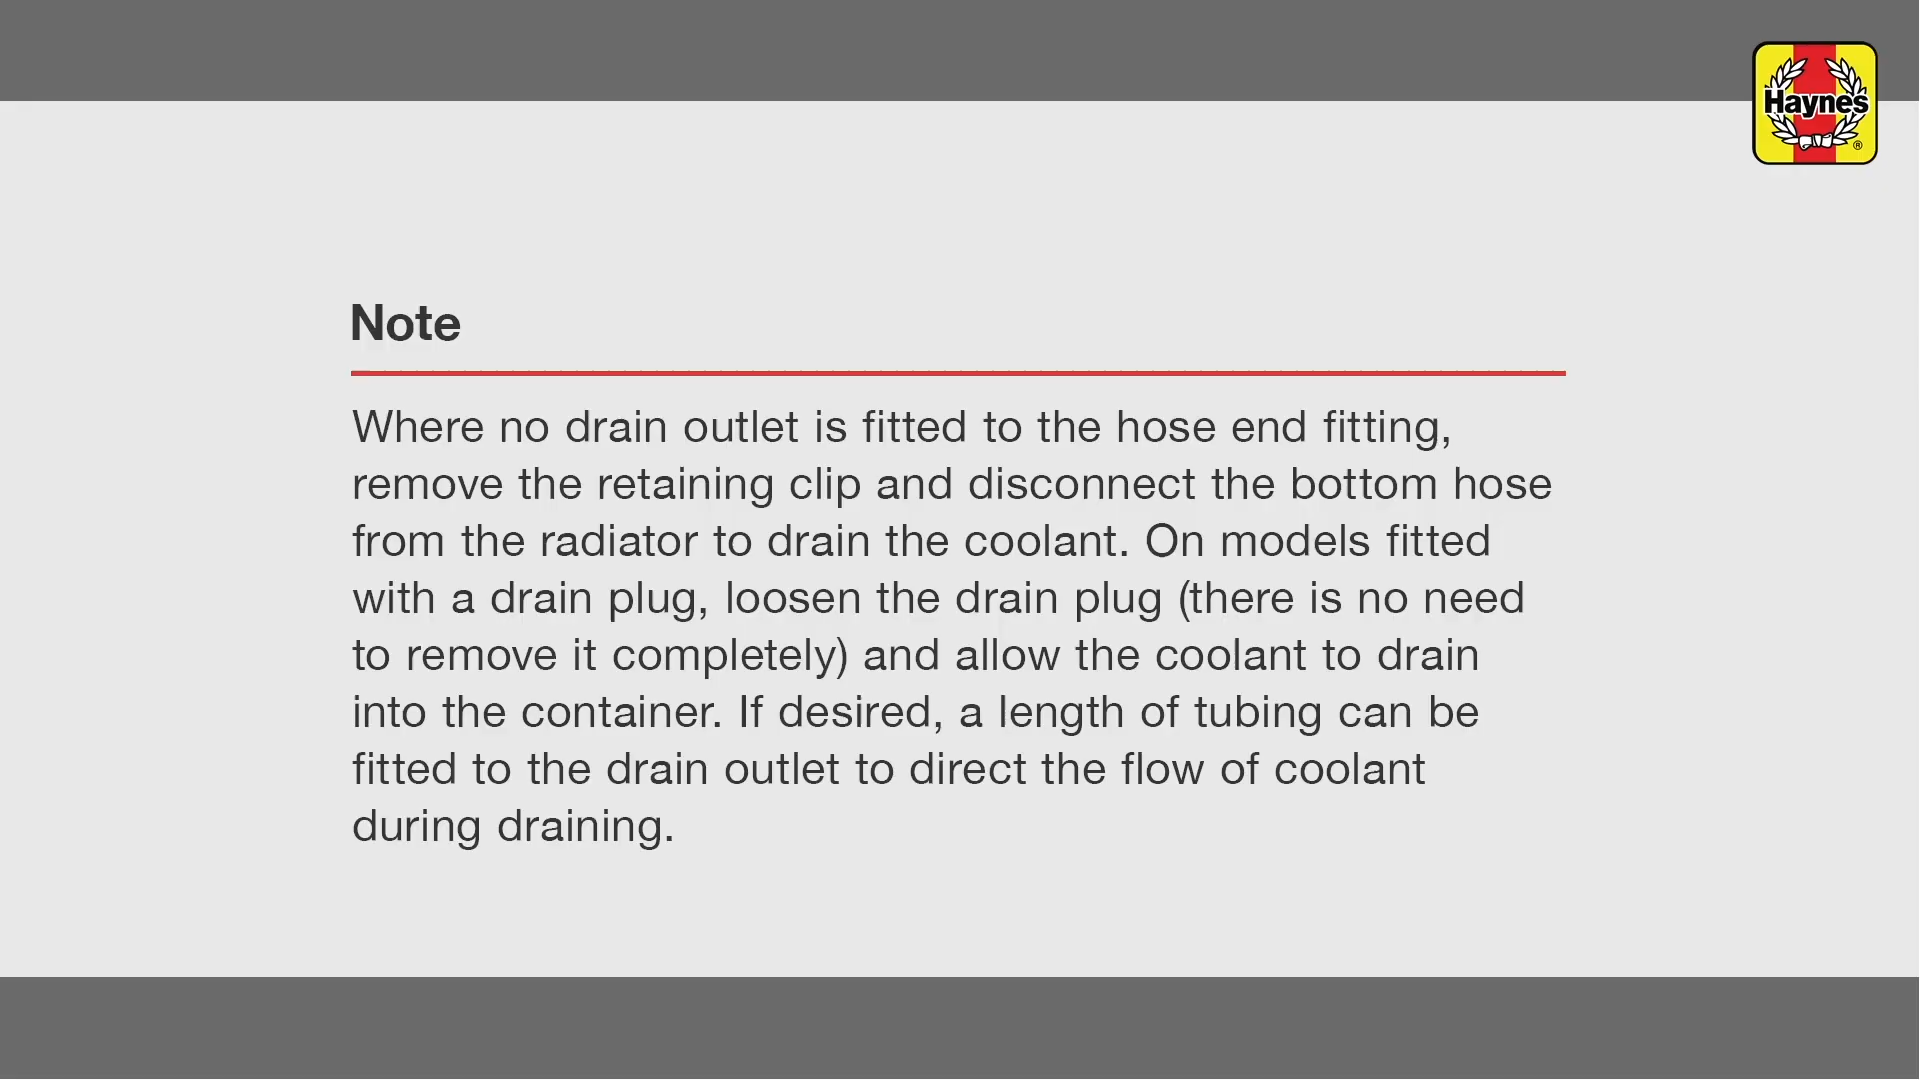 Haynes
®
Note
Where no drain outlet is fitted to the hose end fitting,
remove the retaining clip and disconnect the bottom hose
from the radiator to drain the coolant. On models fitted
with a drain plug, loosen the drain plug (there is no need
to remove it completely) and allow the coolant to drain
into the container. If desired, a length of tubing can be
fitted to the drain outlet to direct the flow of coolant
during draining.